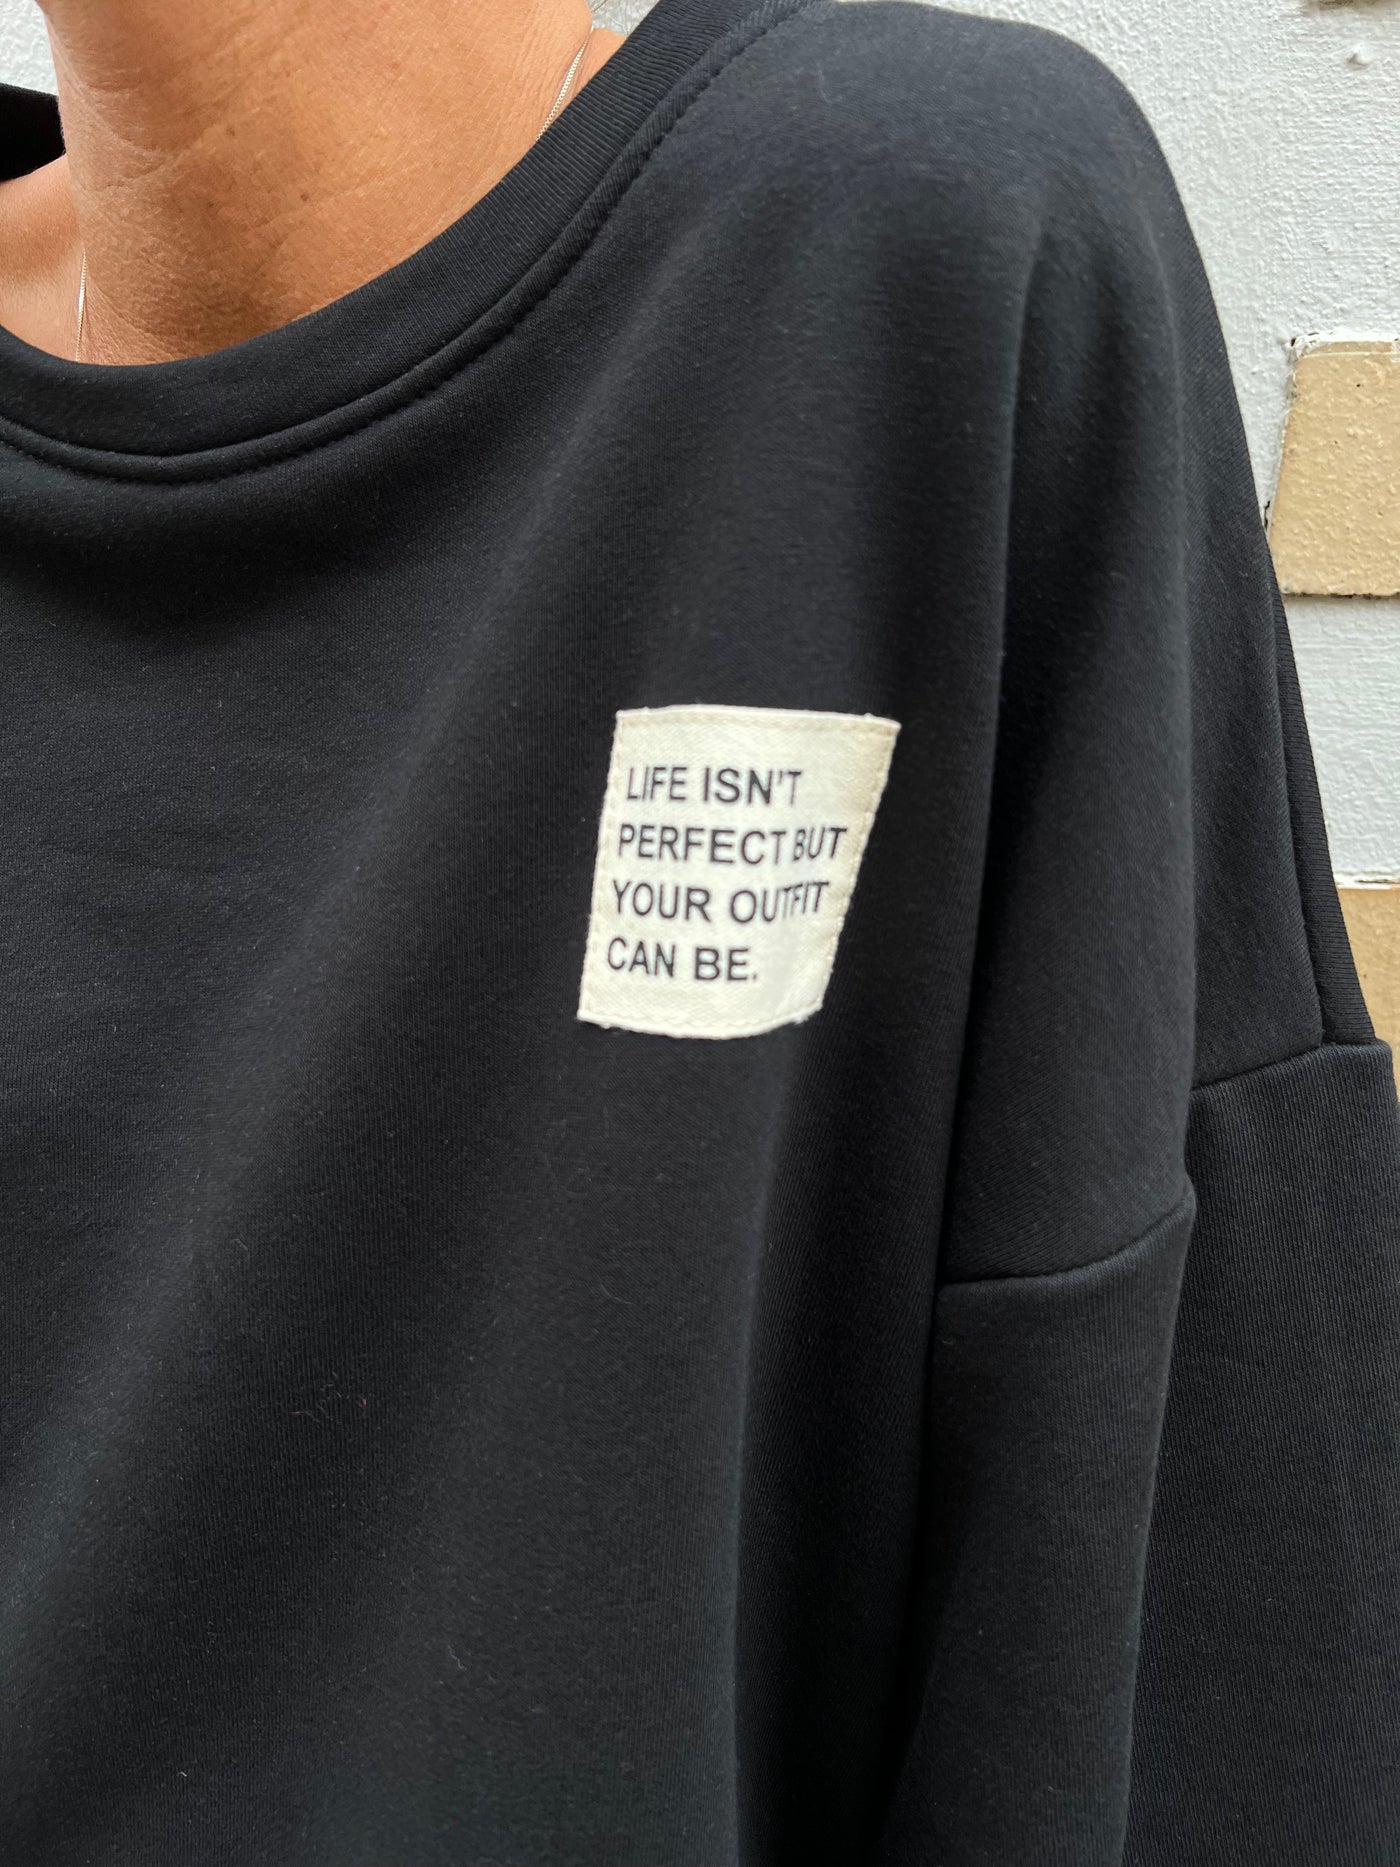 LIFE ISN'T
PERFECT BUT
YOUR OUTFIT
CAN BE.